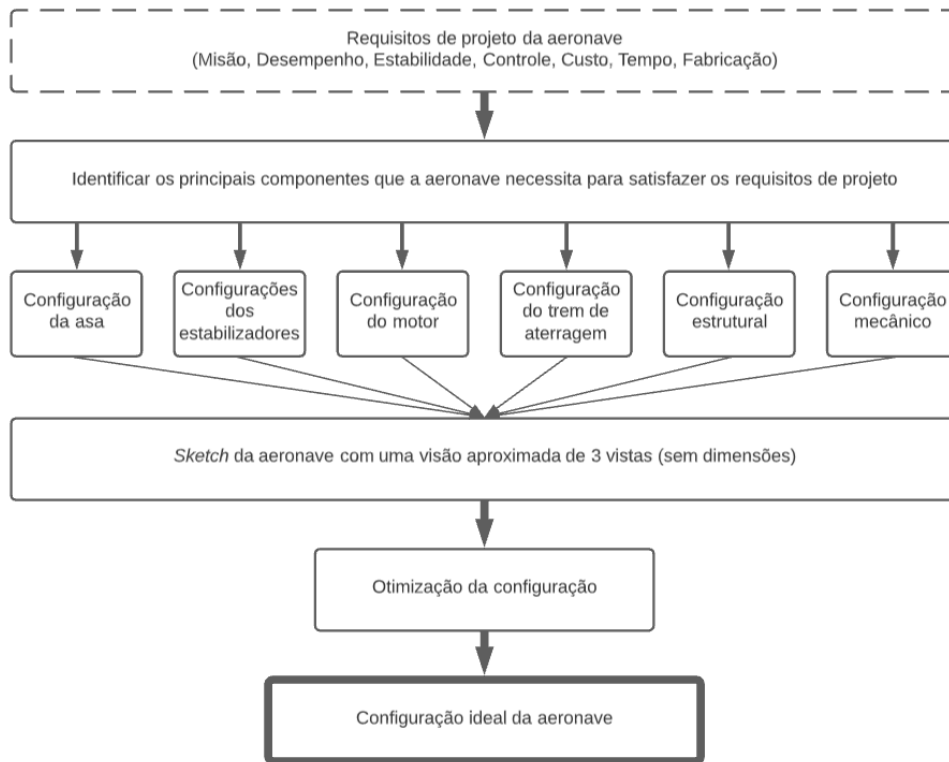 Requisitos de projeto da aeronave
(Misão, Desempenho, Estabilidade, Controle, Custo, Tempo, Fabricação)
Identificar os principais componentes que a aeronave necessita para satisfazer os requisitos de projeto
Configuração
da asa
Configurações
dos
estabilizadores
Configuração
do motor
Configuração
do trem de
aterragem
Configuração
estrutural
Configuração
mecânico
Sketch da aeronave com uma visão aproximada de 3 vistas (sem dimensões)
Otimização da configuração
Configuração ideal da aeronave